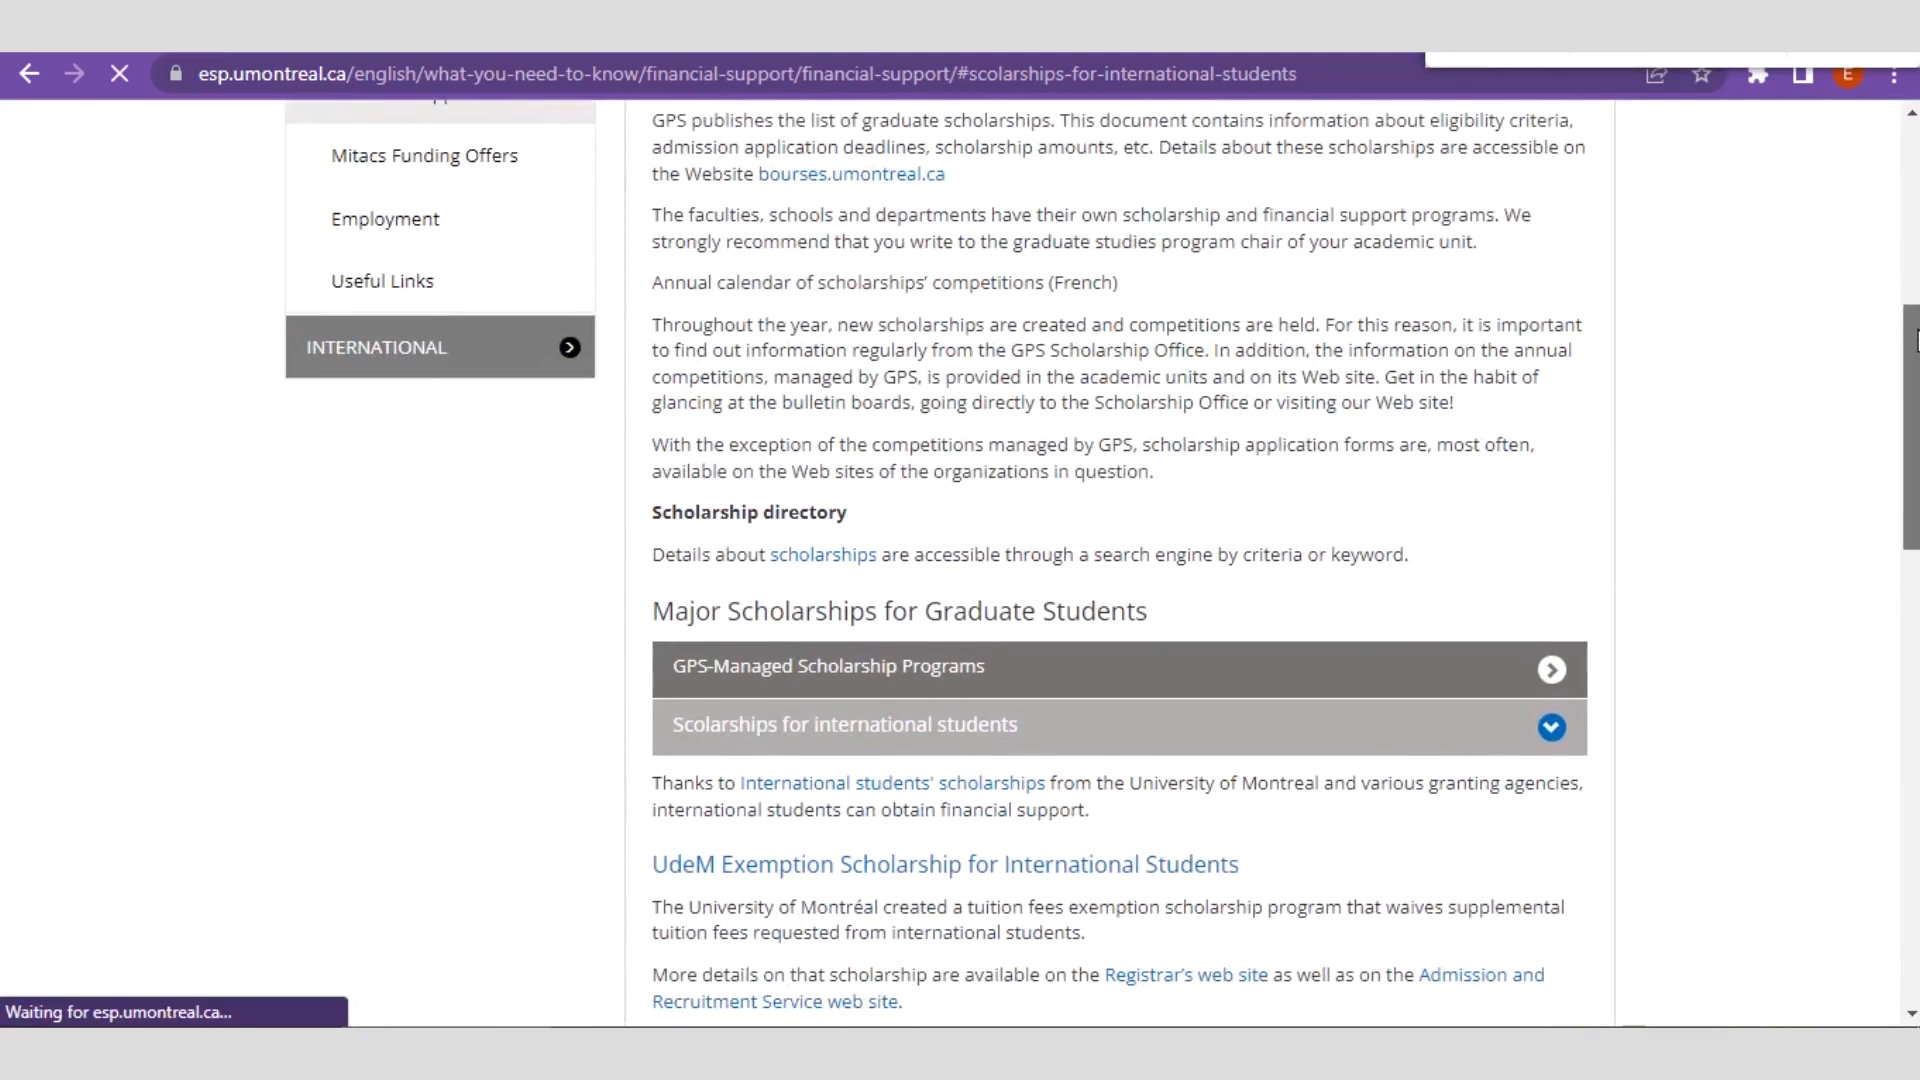 esp.umontreal.ca/english/what-you-need-to-know/financial-support/financial-support/#scolarships-for-international-students
E
GPS publishes the list of graduate scholarships. This document contains information about eligibility criteria,
admission application deadlines, scholarship amounts, etc. Details about these scholarships are accessible on
the Website bourses.umontreal.ca
Mitacs Funding Offers
Employment
Useful Links
INTERNATIONAL
The faculties, schools and departments have their own scholarship and financial support programs. We
strongly recommend that you write to the graduate studies program chair of your academic unit.
Annual calendar of scholarships’ competitions (French)
Throughout the year, new scholarships are created and competitions are held. For this reason, it is important
to find out information regularly from the GPS Scholarship Office. In addition, the information on the annual
competitions, managed by GPS, is provided in the academic units and on its Web site. Get in the habit of
glancing at the bulletin boards, going directly to the Scholarship Office or visiting our Web site!
With the exception of the competitions managed by GPS, scholarship application forms are, most often,
available on the Web sites of the organizations in question.
Scholarship directory
Details about scholarships are accessible through a search engine by criteria or keyword.
Major Scholarships for Graduate Students
GPS-Managed Scholarship Programs
Scolarships for international students
Thanks to International students' scholarships from the University of Montreal and various granting agencies,
international students can obtain financial support.
UdeM Exemption Scholarship for International Students
The University of Montréal created a tuition fees exemption scholarship program that waives supplemental
tuition fees requested from international students.
More details on that scholarship are available on the Registrar’s web site as well as on the Admission and
Recruitment Service web site.
Waiting for esp.umontreal.ca...